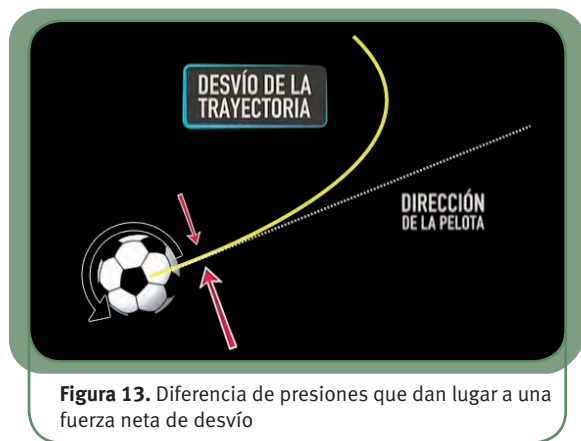 DESVÍO DE LA
TRAYECTORIA
DIRECCIÓN
DE LA PELOTA
Figura 13. Diferencia de presiones que dan lugar a una
fuerza neta de desvío